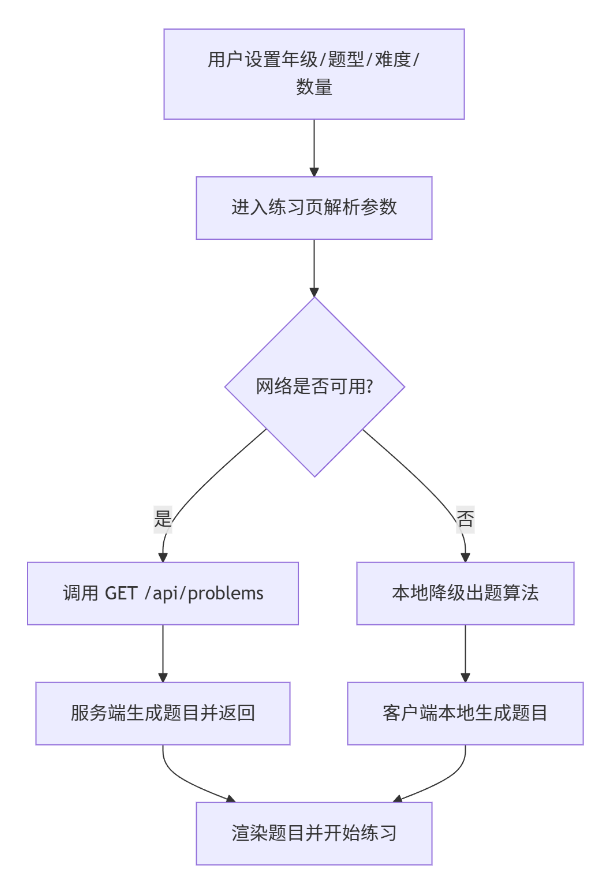 用户设置年级/题型/难度/
数量
进入练习页解析参数
网络是否可用?
是
否
调用 GET /api/problems
本地降级出题算法
服务端生成题目并返回
客户端本地生成题目
渲染题目并开始练习